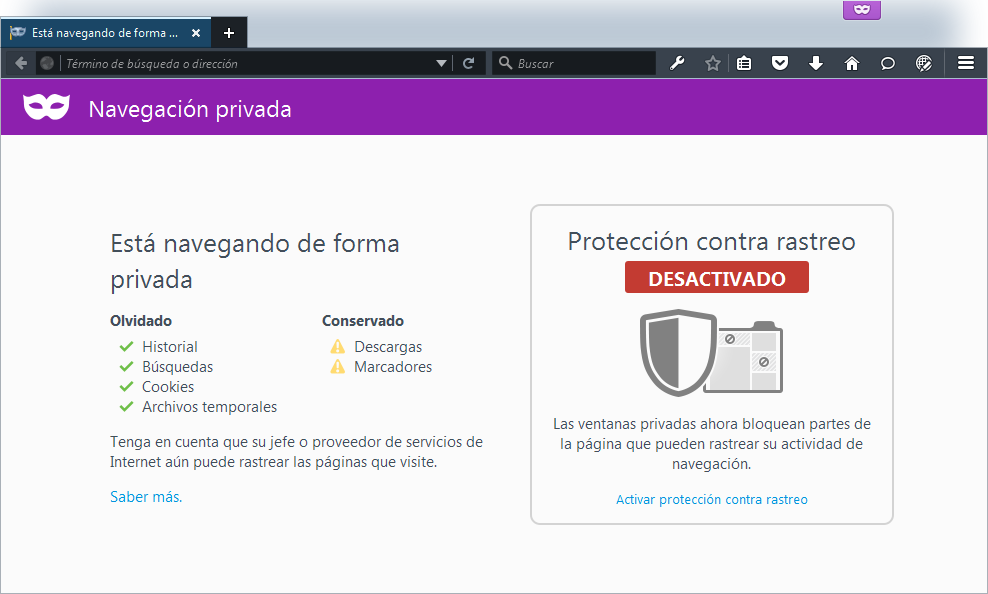 Está navegando de forma ...
Término de búsqueda o dirección
Buscar
Navegación privada
Está navegando de forma
privada
Olvidado
Historial
Búsquedas
Cookies
Archivos temporales
Conservado
Descargas
Marcadores
Tenga en cuenta que su jefe o proveedor de servicios de
Internet aún puede rastrear las páginas que visite.
Saber más.
Protección contra rastreo
DESACTIVADO
Las ventanas privadas ahora bloquean partes de
la página que pueden rastrear su actividad de
navegación.
Activar protección contra rastreo